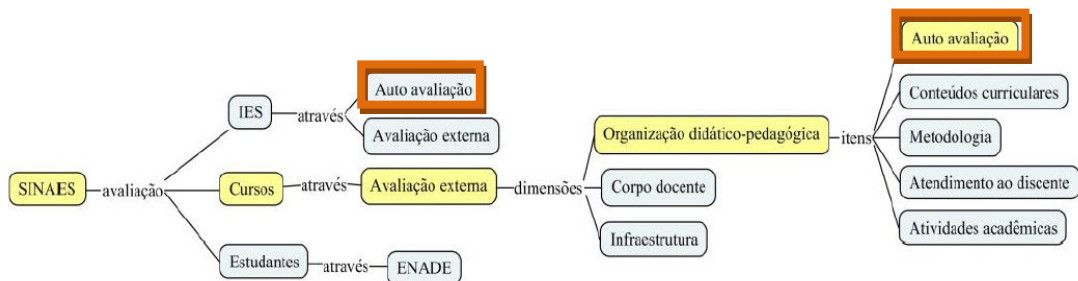 SINAES
avaliação
IES
através
Auto avaliação
Avaliação externa
Cursos
através
Avaliação externa
dimensões
Organização didático-pedagógica
itens
Auto avaliação
Conteúdos curriculares
Metodologia
Atendimento ao discente
Atividades acadêmicas
Corpo docente
Infraestrutura
Estudantes
através
ENADE